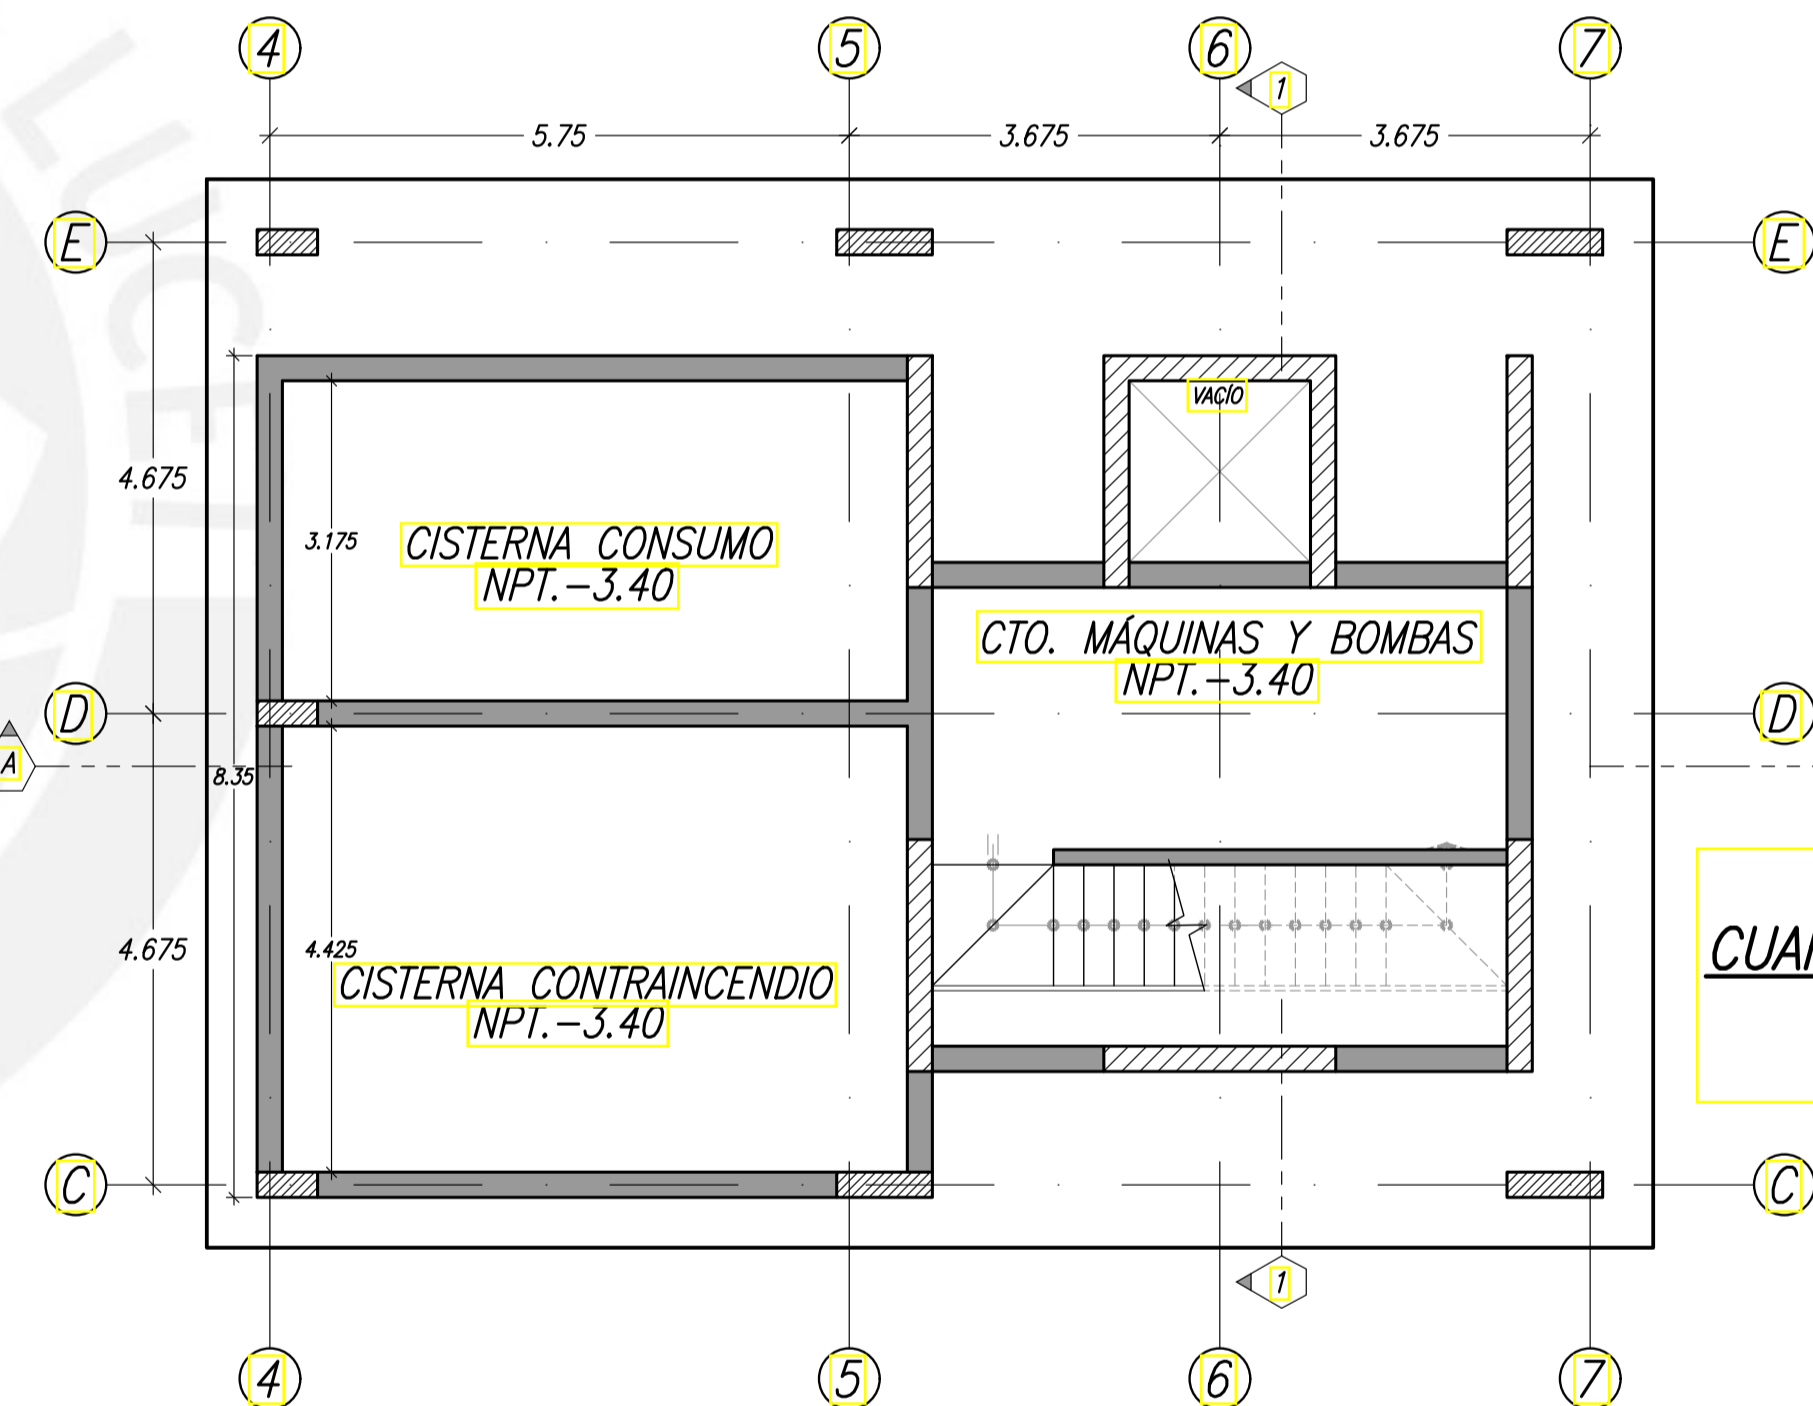 4 5 6 7
1
5.75 3.675 3.675
E E
VACÍO
4.675
3.175
CISTERNA CONSUMO
NPT.-3.40
CTO. MÁQUINAS Y BOMBAS
NPT.-3.40
D D
A
8.35
4.675
4.425
CISTERNA CONTRAINCENDIO
NPT.-3.40
C C
1
4 5 6 7